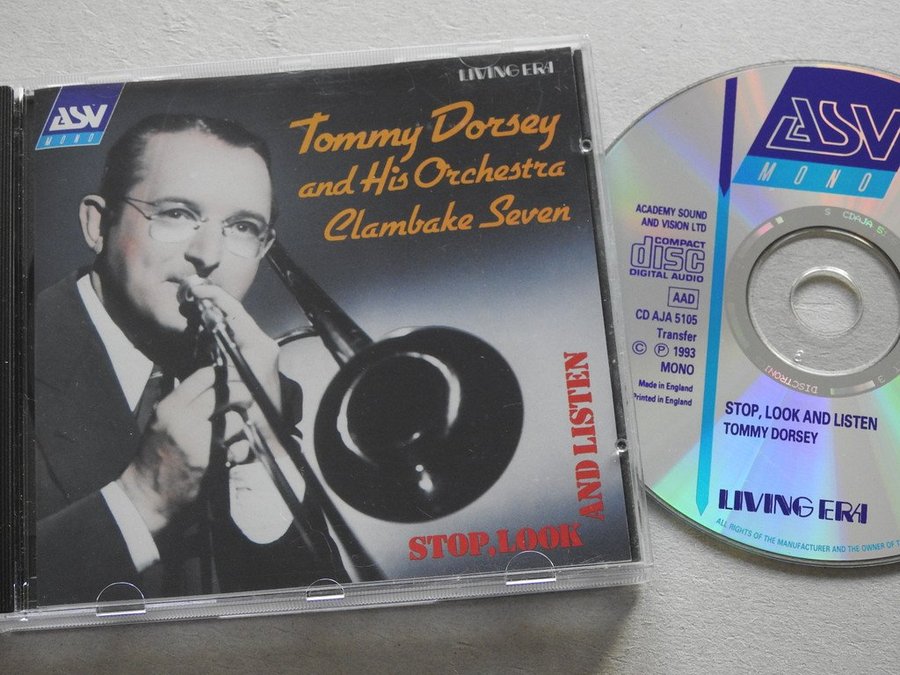 LIVING ERA
ASV
MONO
Tommy Dorsey
and His Orchestra
Clambake Seven
STOP, LOOK
AND LISTEN
ASV
MONO
ACADEMY SOUND
AND VISION LTD
COMPACT
disc
DIGITAL AUDIO
AAD
CD AJA 5105
Transfer
© ℗ 1993
MONO
Made in England
Printed in England
STOP, LOOK AND LISTEN
TOMMY DORSEY
LIVING ERA
ALL RIGHTS OF THE MANUFACTURER AND THE OWNER OF